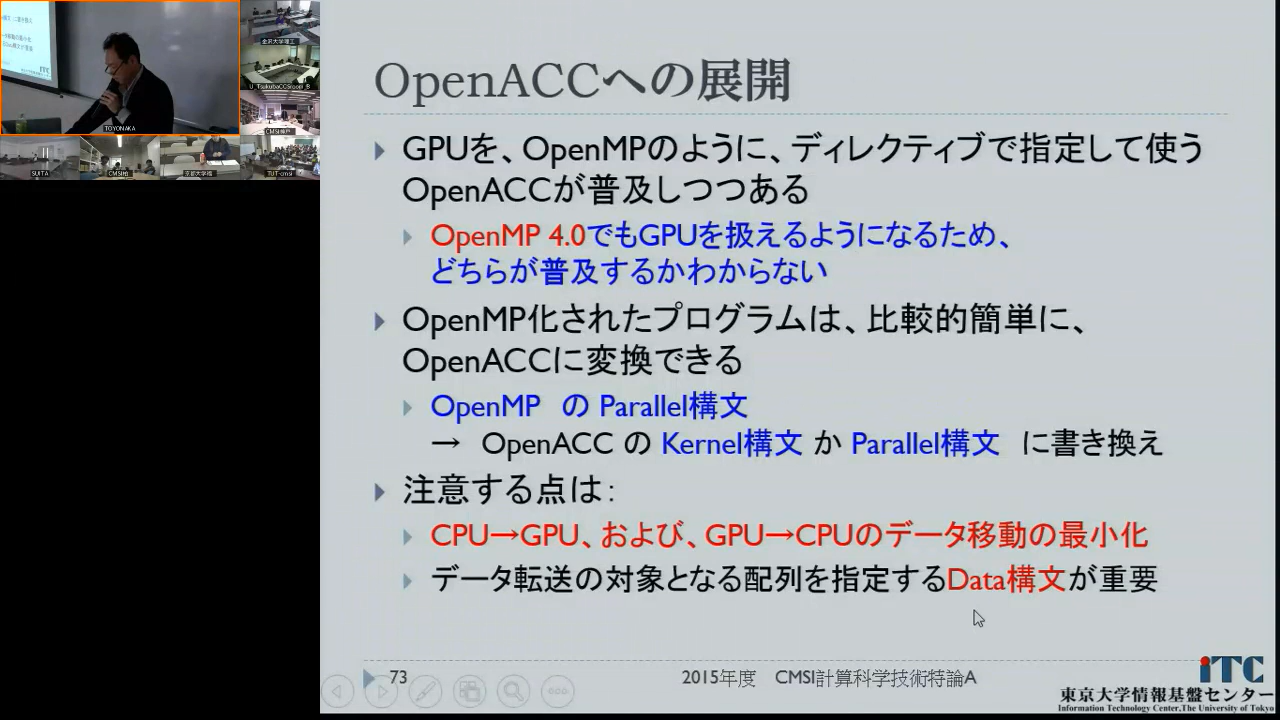 TOYONAKA
金沢大学理工
U_TsukubaCCSroom_B
CMSI神戸
SUITA
CMSI柏
TUT-cmsi
OpenACCへの展開
GPUを、OpenMPのように、ディレクティブで指定して使う
OpenACCが普及しつつある
OpenMP 4.0でもGPUを扱えるようになるため、
どちらが普及するかわからない
OpenMP化されたプログラムは、比較的簡単に、
OpenACCに変換できる
OpenMP の Parallel構文
→ OpenACC の Kernel構文 か Parallel構文 に書き換え
注意する点は:
CPU→GPU、および、GPU→CPUのデータ移動の最小化
データ転送の対象となる配列を指定するData構文が重要
73
2015年度 CMSI計算科学技術特論A
iTC
東京大学情報基盤センター
Information Technology Center, The University of Tokyo